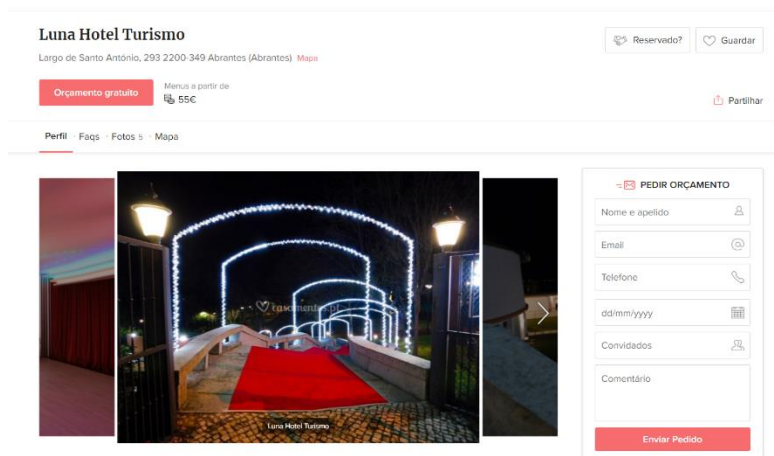 Luna Hotel Turismo
Reservado?
Guardar
Largo de Santo António, 293 2200-349 Abrantes (Abrantes) Mapa
Orçamento gratuito
Menus a partir de
55€
Partilhar
Perfil · Faqs · Fotos 5 · Mapa
PEDIR ORÇAMENTO
Nome e apelido
Email
Telefone
dd/mm/yyyy
Convidados
Comentário
Enviar Pedido
casamentos.pt
Luna Hotel Turismo